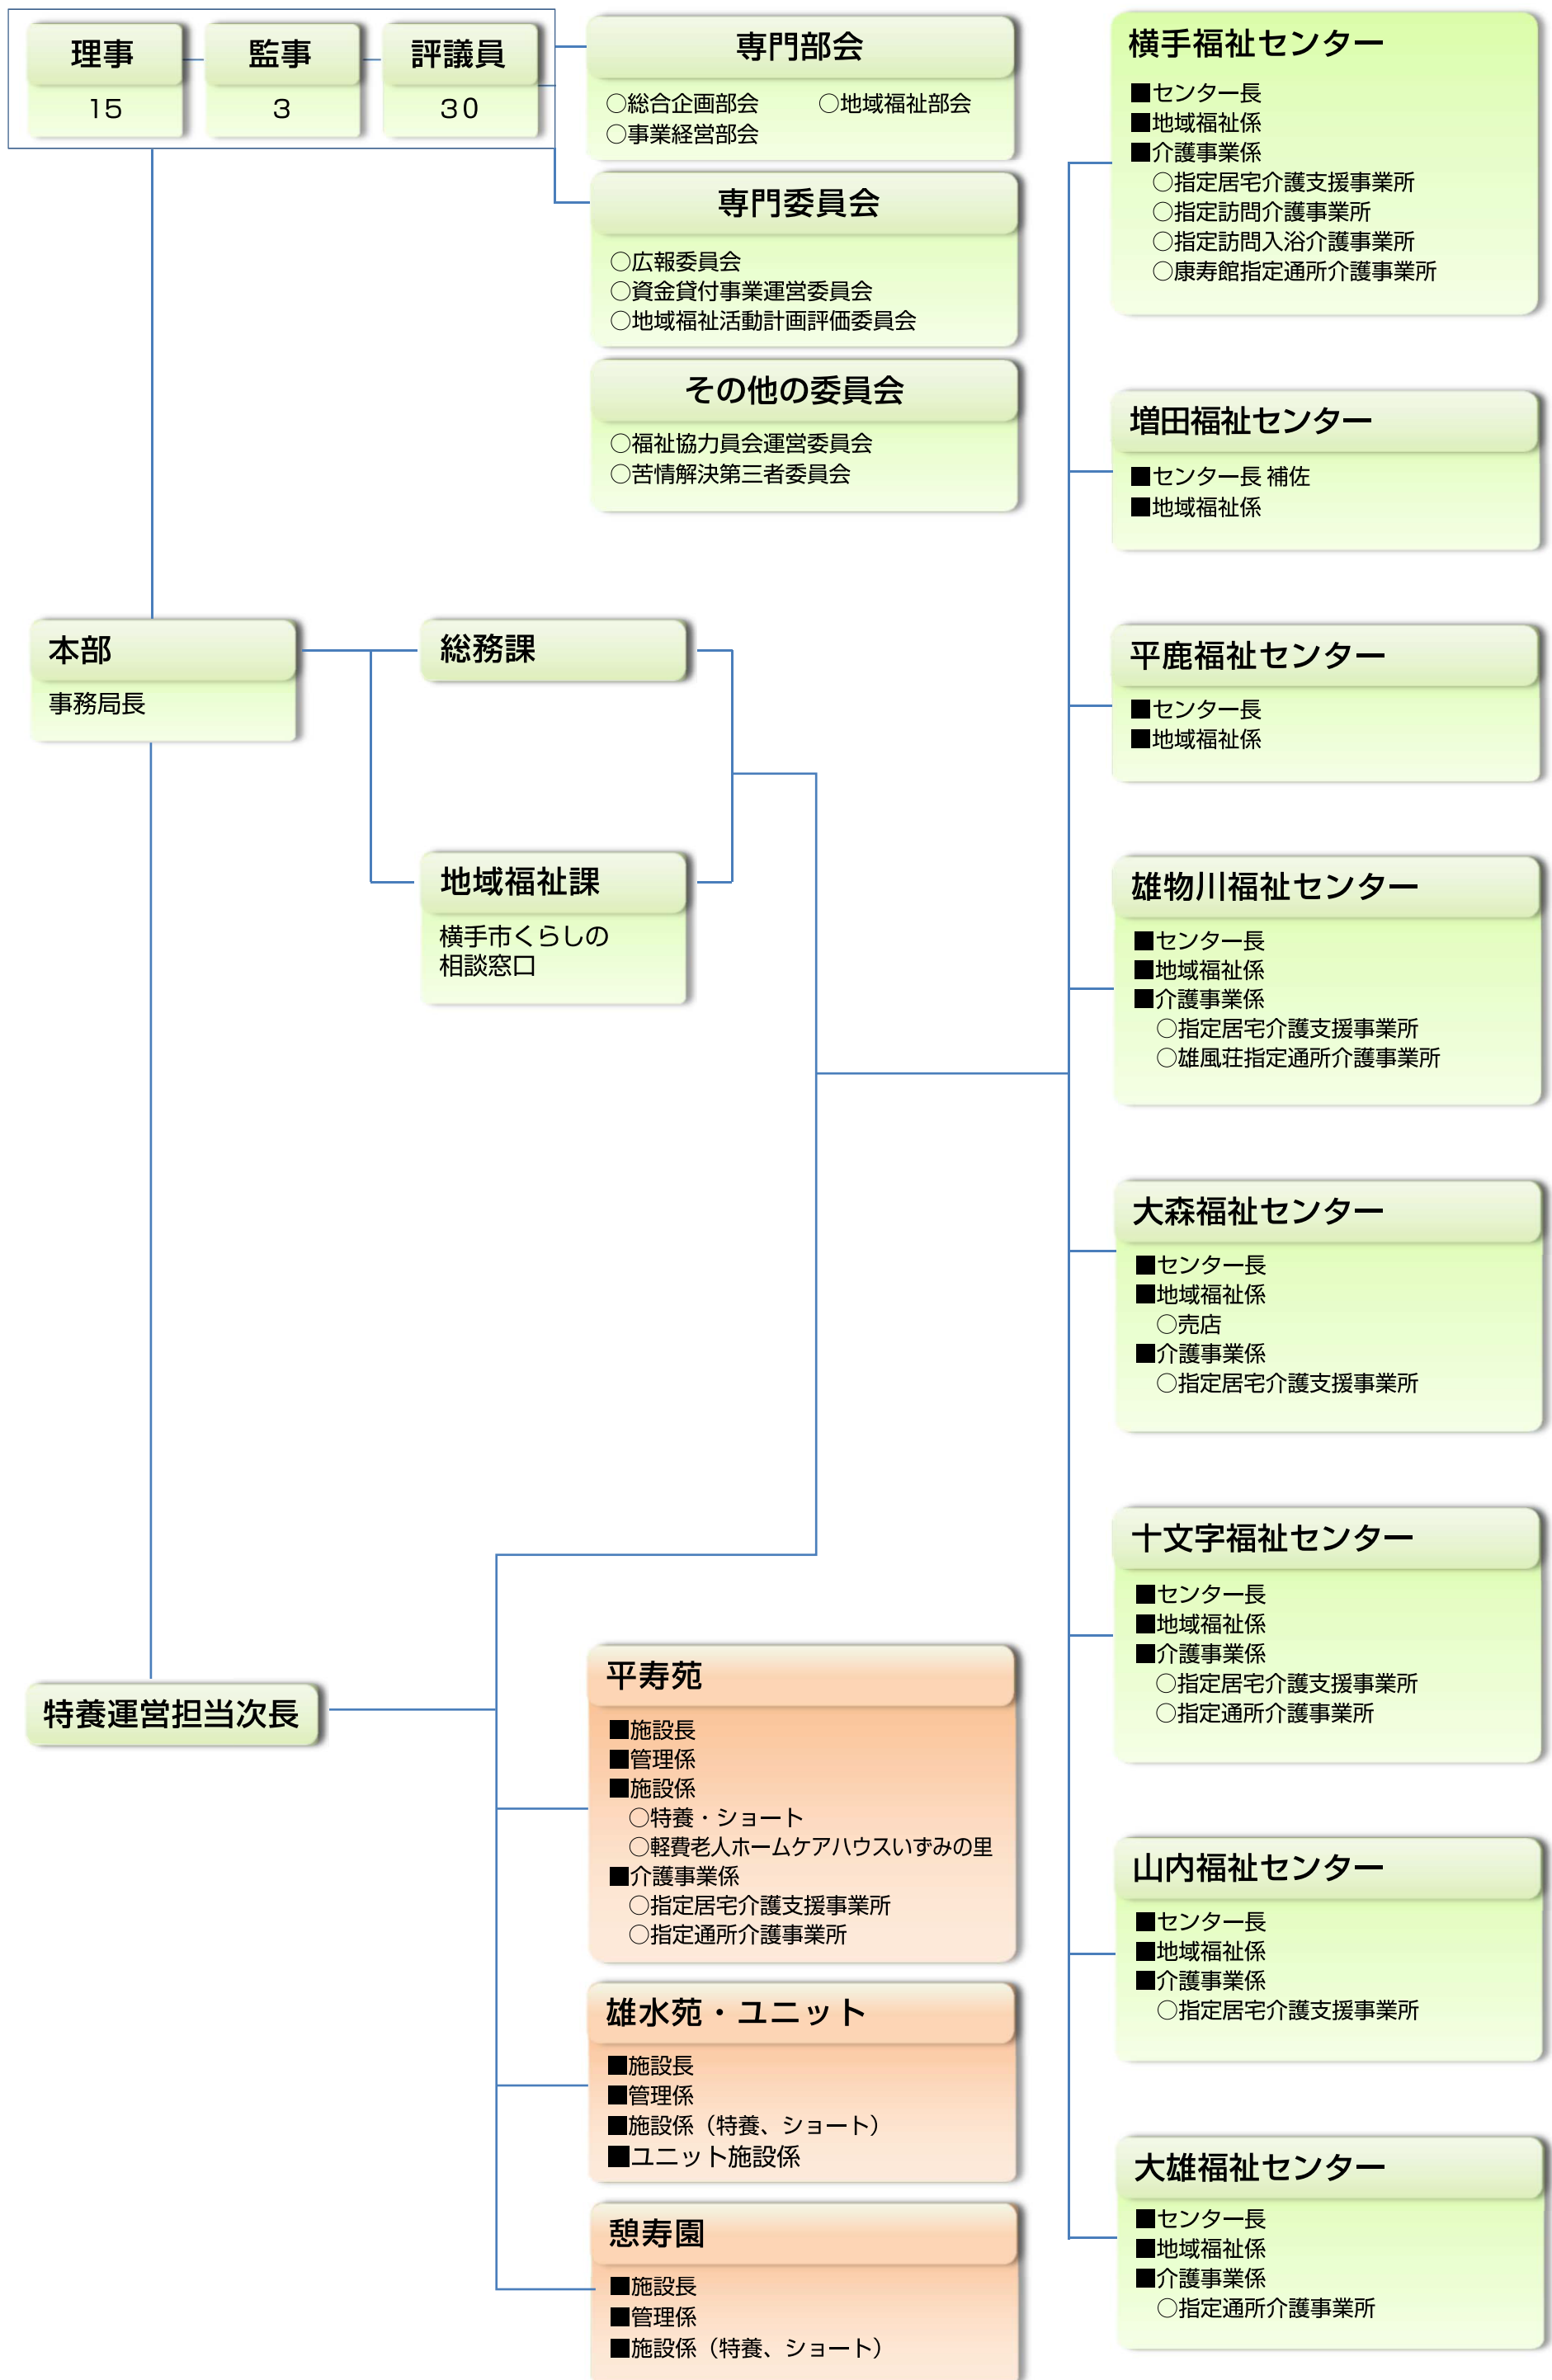 理事
15
監事
3
評議員
30
専門部会
○総合企画部会 ○地域福祉部会
○事業経営部会
専門委員会
○広報委員会
○資金貸付事業運営委員会
○地域福祉活動計画評価委員会
その他の委員会
○福祉協力員会運営委員会
○苦情解決第三者委員会
本部
事務局長
総務課
地域福祉課
横手市くらしの
相談窓口
特養運営担当次長
平寿苑
■施設長
■管理係
■施設係
○特養・ショート
○軽費老人ホームケアハウスいずみの里
■介護事業係
○指定居宅介護支援事業所
○指定通所介護事業所
雄水苑・ユニット
■施設長
■管理係
■施設係（特養、ショート）
■ユニット施設係
憩寿園
■施設長
■管理係
■施設係（特養、ショート）
横手福祉センター
■センター長
■地域福祉係
■介護事業係
○指定居宅介護支援事業所
○指定訪問介護事業所
○指定訪問入浴介護事業所
○康寿館指定通所介護事業所
増田福祉センター
■センター長 補佐
■地域福祉係
平鹿福祉センター
■センター長
■地域福祉係
雄物川福祉センター
■センター長
■地域福祉係
■介護事業係
○指定居宅介護支援事業所
○雄風荘指定通所介護事業所
大森福祉センター
■センター長
■地域福祉係
○売店
■介護事業係
○指定居宅介護支援事業所
十文字福祉センター
■センター長
■地域福祉係
■介護事業係
○指定居宅介護支援事業所
○指定通所介護事業所
山内福祉センター
■センター長
■地域福祉係
■介護事業係
○指定居宅介護支援事業所
大雄福祉センター
■センター長
■地域福祉係
■介護事業係
○指定通所介護事業所